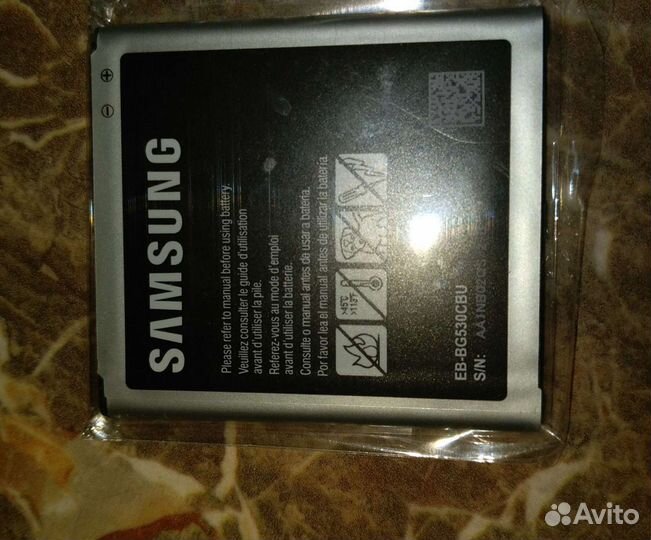 SAMSUNG
Please refer to manual before using battery.
Veuillez consulter le guide d'utilisation
avant d'utiliser la pile.
Referez-vous au mode d'emploi
avant d'utiliser la batterie.
Consulte o manual antes de usar a bateria.
Por favor lea el manual antes de utilizar la batería.
>45°C
>113°F
EB-BG530CBU
S/N:
Avito